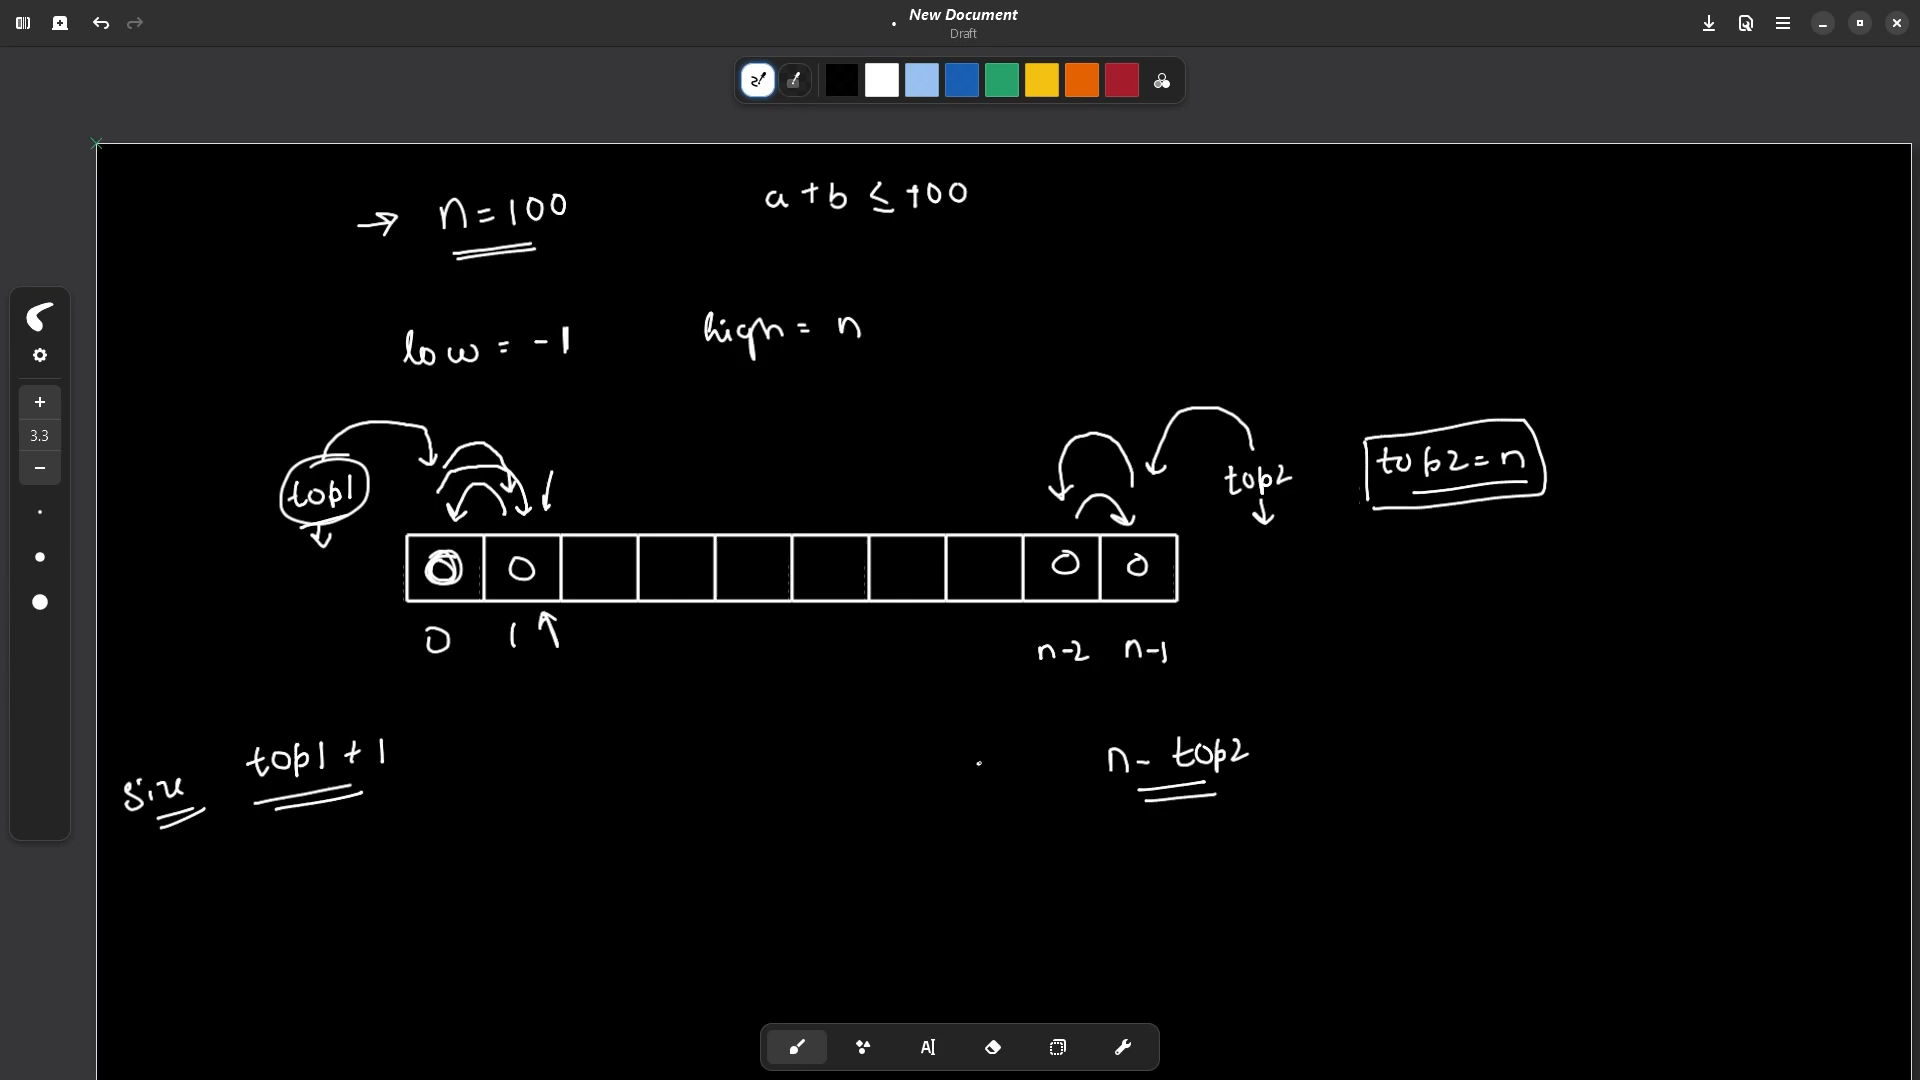 New Document
Draft
n=100
a+b ≤ 100
low = -1
high = n
top1
top2
top2=n
3.3
0 0 0 0
0 1 n-2 n-1
size top1+1
n- top2
AI